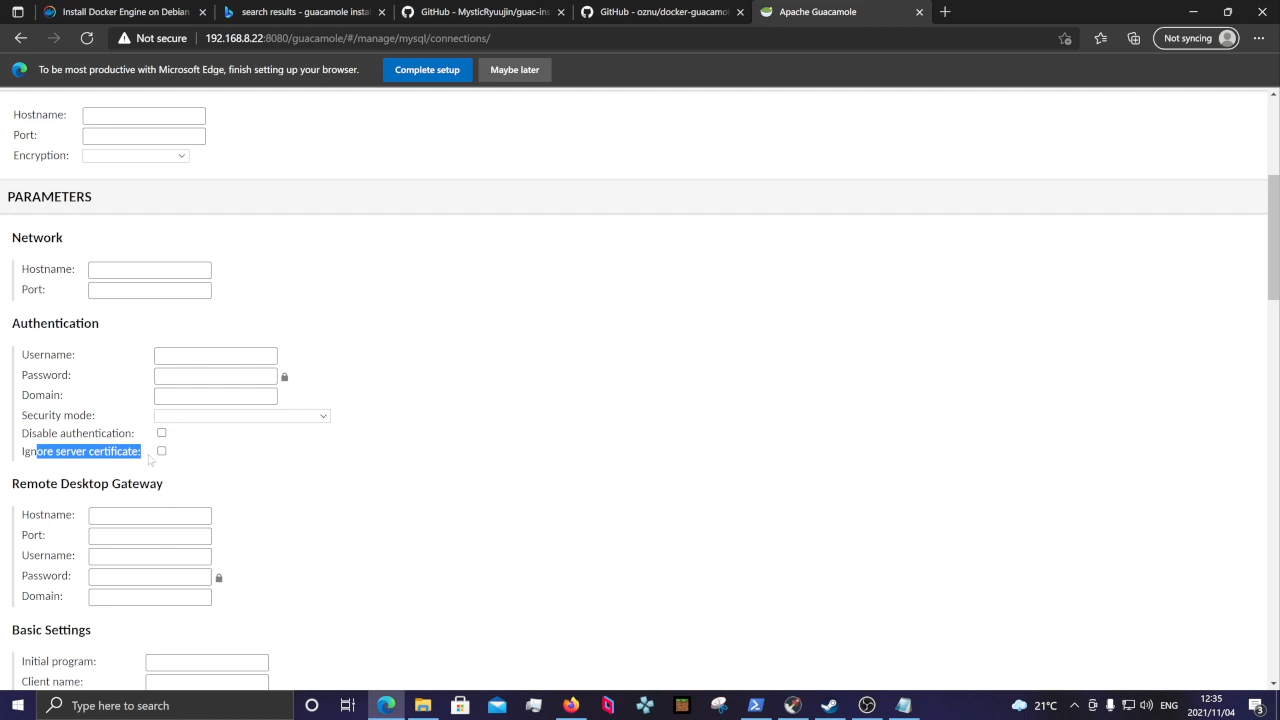 Install Docker Engine on Debian
search results - guacamole instal
GitHub - MysticRyuujin/guac-ins
GitHub - oznu/docker-guacamol
Apache Guacamole
Not secure
192.168.8.22:8080/guacamole/#/manage/mysql/connections/
Not syncing
To be most productive with Microsoft Edge, finish setting up your browser.
Complete setup
Maybe later
Hostname:
Port:
Encryption:
PARAMETERS
Network
Hostname:
Port:
Authentication
Username:
Password:
Domain:
Security mode:
Disable authentication:
Ignore server certificate:
Remote Desktop Gateway
Hostname:
Port:
Username:
Password:
Domain:
Basic Settings
Initial program:
Client name:
Type here to search
21°C
ENG
12:35
2021/11/04
3